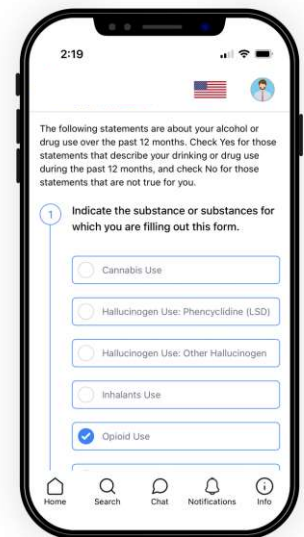 2:19
The following statements are about your alcohol or
drug use over the past 12 months. Check Yes for those
statements that describe your drinking or drug use
during the past 12 months, and check No for those
statements that are not true for you.
1
Indicate the substance or substances for
which you are filling out this form.
Cannabis Use
Hallucinogen Use: Phencyclidine (LSD)
Hallucinogen Use: Other Hallucinogen
Inhalants Use
Opioid Use
Home Search Chat Notifications Info